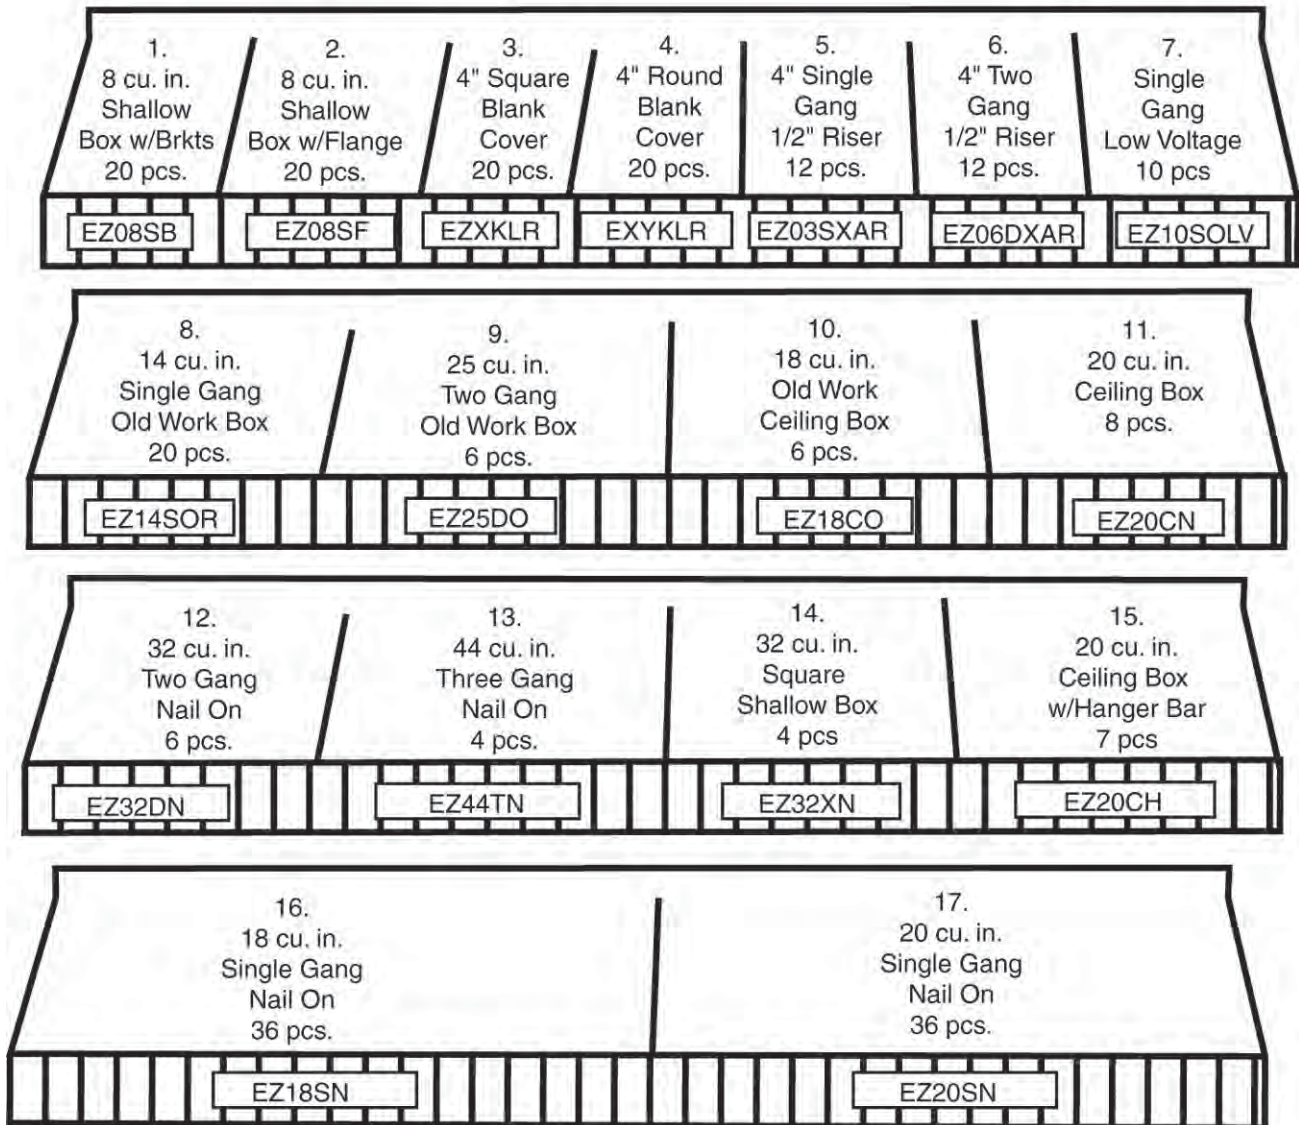 1.
8 cu. in.
Shallow
Box w/Brkts
20 pcs.
2.
8 cu. in.
Shallow
Box w/Flange
20 pcs.
3.
4" Square
Blank
Cover
20 pcs.
4.
4" Round
Blank
Cover
20 pcs.
5.
4" Single
Gang
1/2" Riser
12 pcs.
6.
4" Two
Gang
1/2" Riser
12 pcs.
7.
Single
Gang
Low Voltage
10 pcs
EZ08SB
EZ08SF
EZXKLR
EXYKLR
EZ03SXAR
EZ06DXAR
EZ10SOLV
8.
14 cu. in.
Single Gang
Old Work Box
20 pcs.
9.
25 cu. in.
Two Gang
Old Work Box
6 pcs.
10.
18 cu. in.
Old Work
Ceiling Box
6 pcs.
11.
20 cu. in.
Ceiling Box
8 pcs.
EZ14SOR
EZ25DO
EZ18CO
EZ20CN
12.
32 cu. in.
Two Gang
Nail On
6 pcs.
13.
44 cu. in.
Three Gang
Nail On
4 pcs.
14.
32 cu. in.
Square
Shallow Box
4 pcs
15.
20 cu. in.
Ceiling Box
w/Hanger Bar
7 pcs
EZ32DN
EZ44TN
EZ32XN
EZ20CH
16.
18 cu. in.
Single Gang
Nail On
36 pcs.
17.
20 cu. in.
Single Gang
Nail On
36 pcs.
EZ18SN
EZ20SN